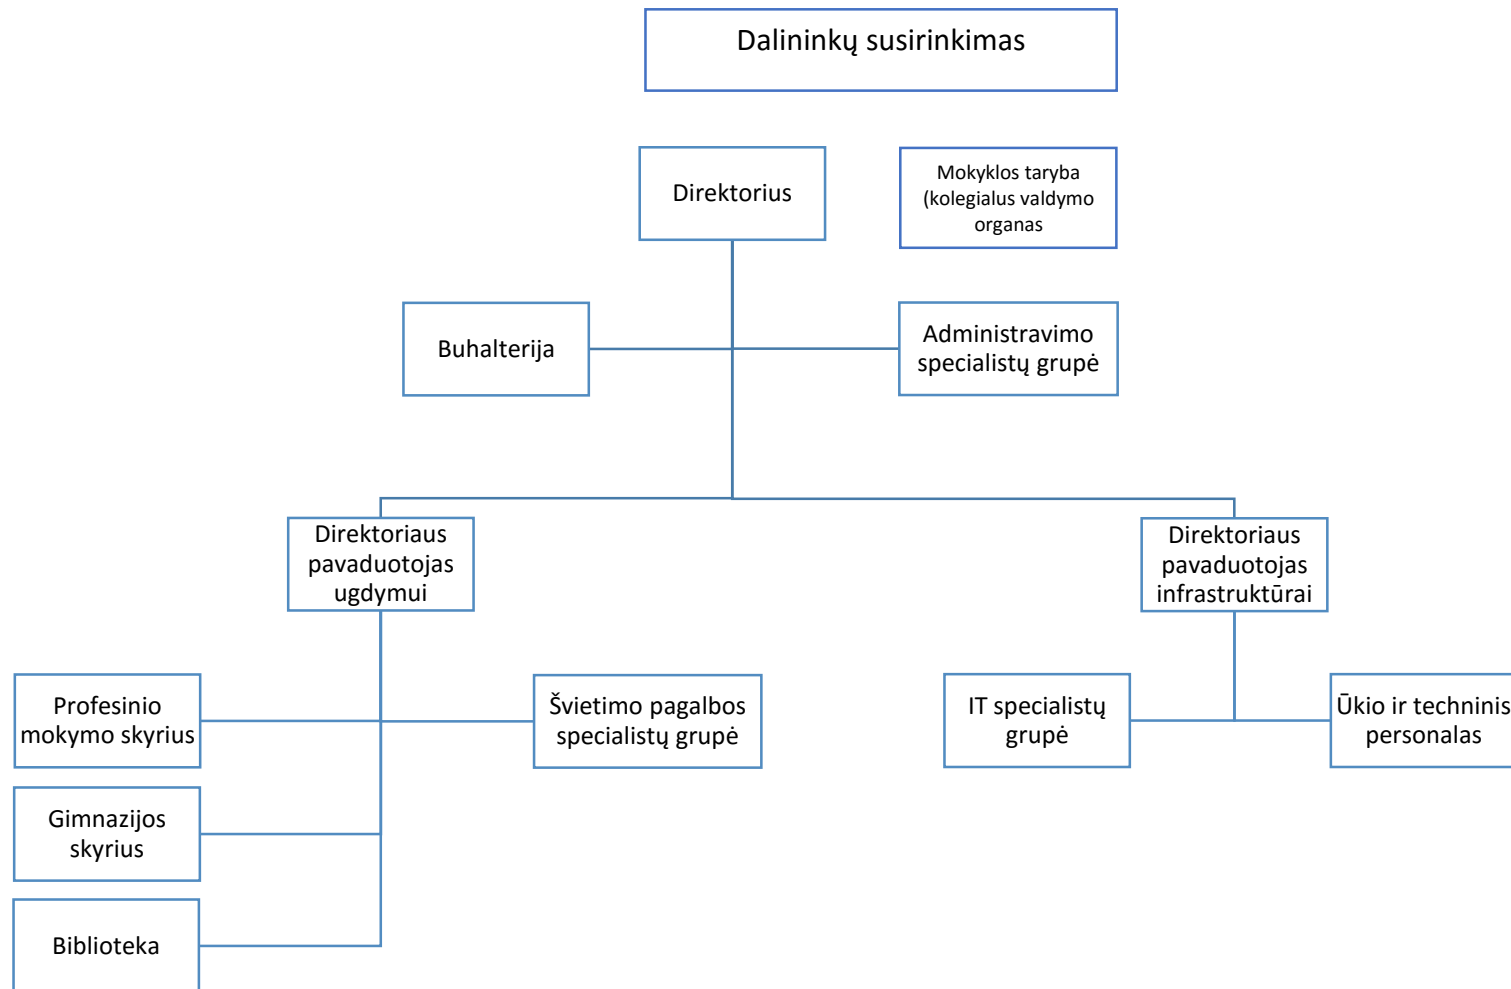 Dalininkų susirinkimas
Direktorius
Mokyklos taryba
(kolegialus valdymo
organas
Buhalterija
Administravimo
specialistų grupė
Direktoriaus
pavaduotojas
ugdymui
Direktoriaus
pavaduotojas
infrastruktūrai
Profesinio
mokymo skyrius
Švietimo pagalbos
specialistų grupė
IT specialistų
grupė
Ūkio ir techninis
personalas
Gimnazijos
skyrius
Biblioteka